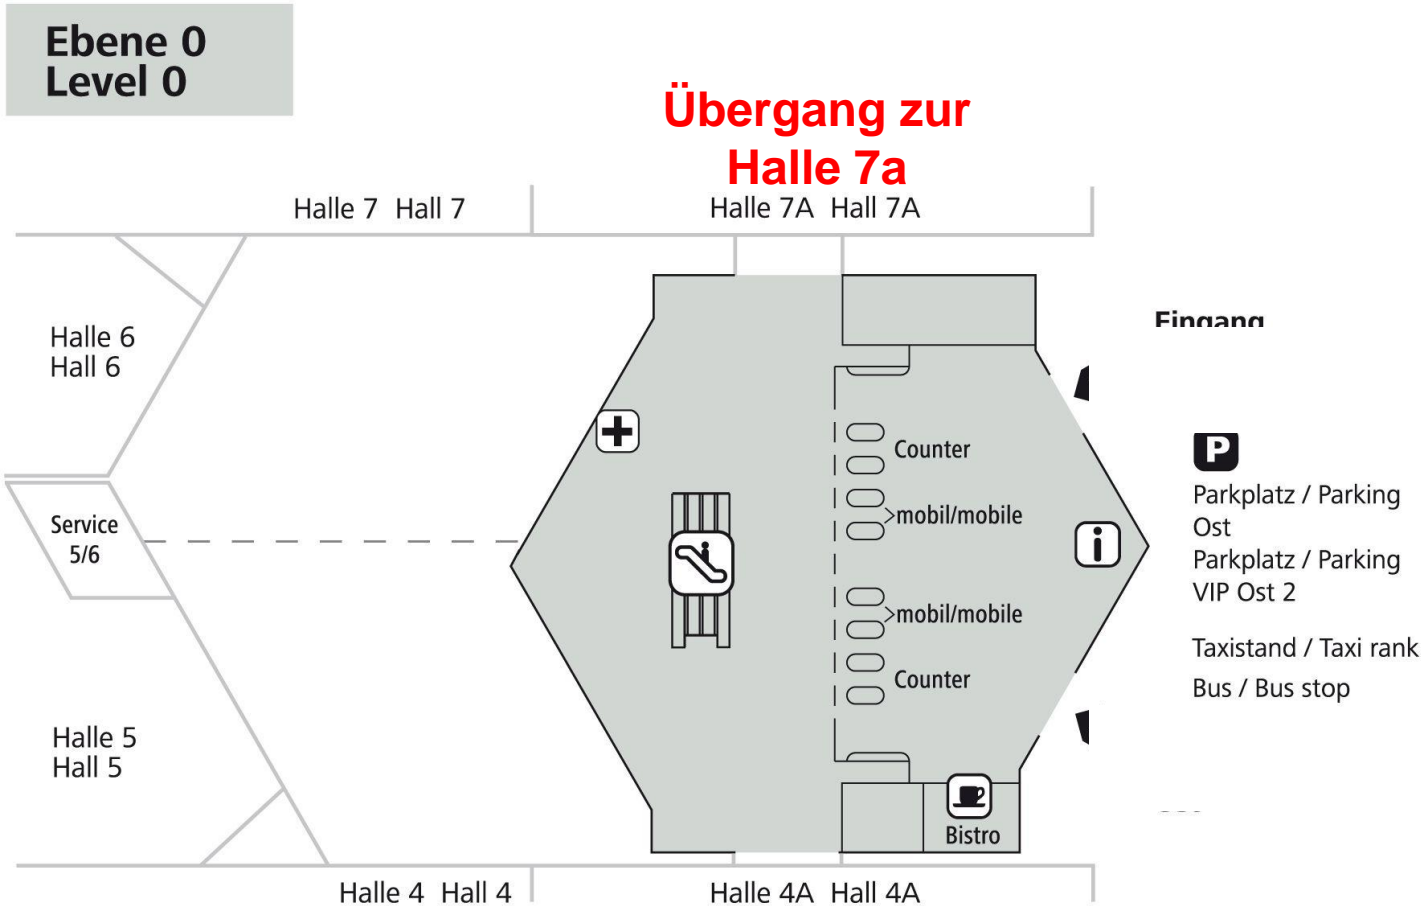 Ebene 0
Level 0
Übergang zur
Halle 7a
Halle 7 Hall 7
Halle 7A Hall 7A
Eingang
Halle 6
Hall 6
Counter
P
Parkplatz / Parking
Ost
Parkplatz / Parking
VIP Ost 2
mobil/mobile
Service
5/6
i
mobil/mobile
Taxistand / Taxi rank
Counter
Bus / Bus stop
Halle 5
Hall 5
Bistro
Halle 4 Hall 4
Halle 4A Hall 4A